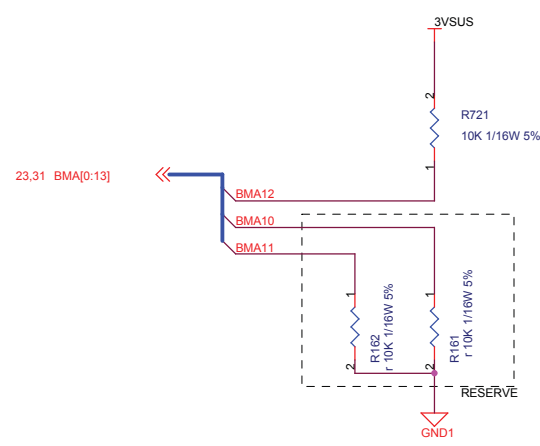 3VSUS
2
R721
10K 1/16W 5%
1
23,31 BMA[0:13]
BMA12
BMA10
BMA11
1
R162
r 10K 1/16W 5%
2
1
R161
r 10K 1/16W 5%
2
RESERVE
GND1